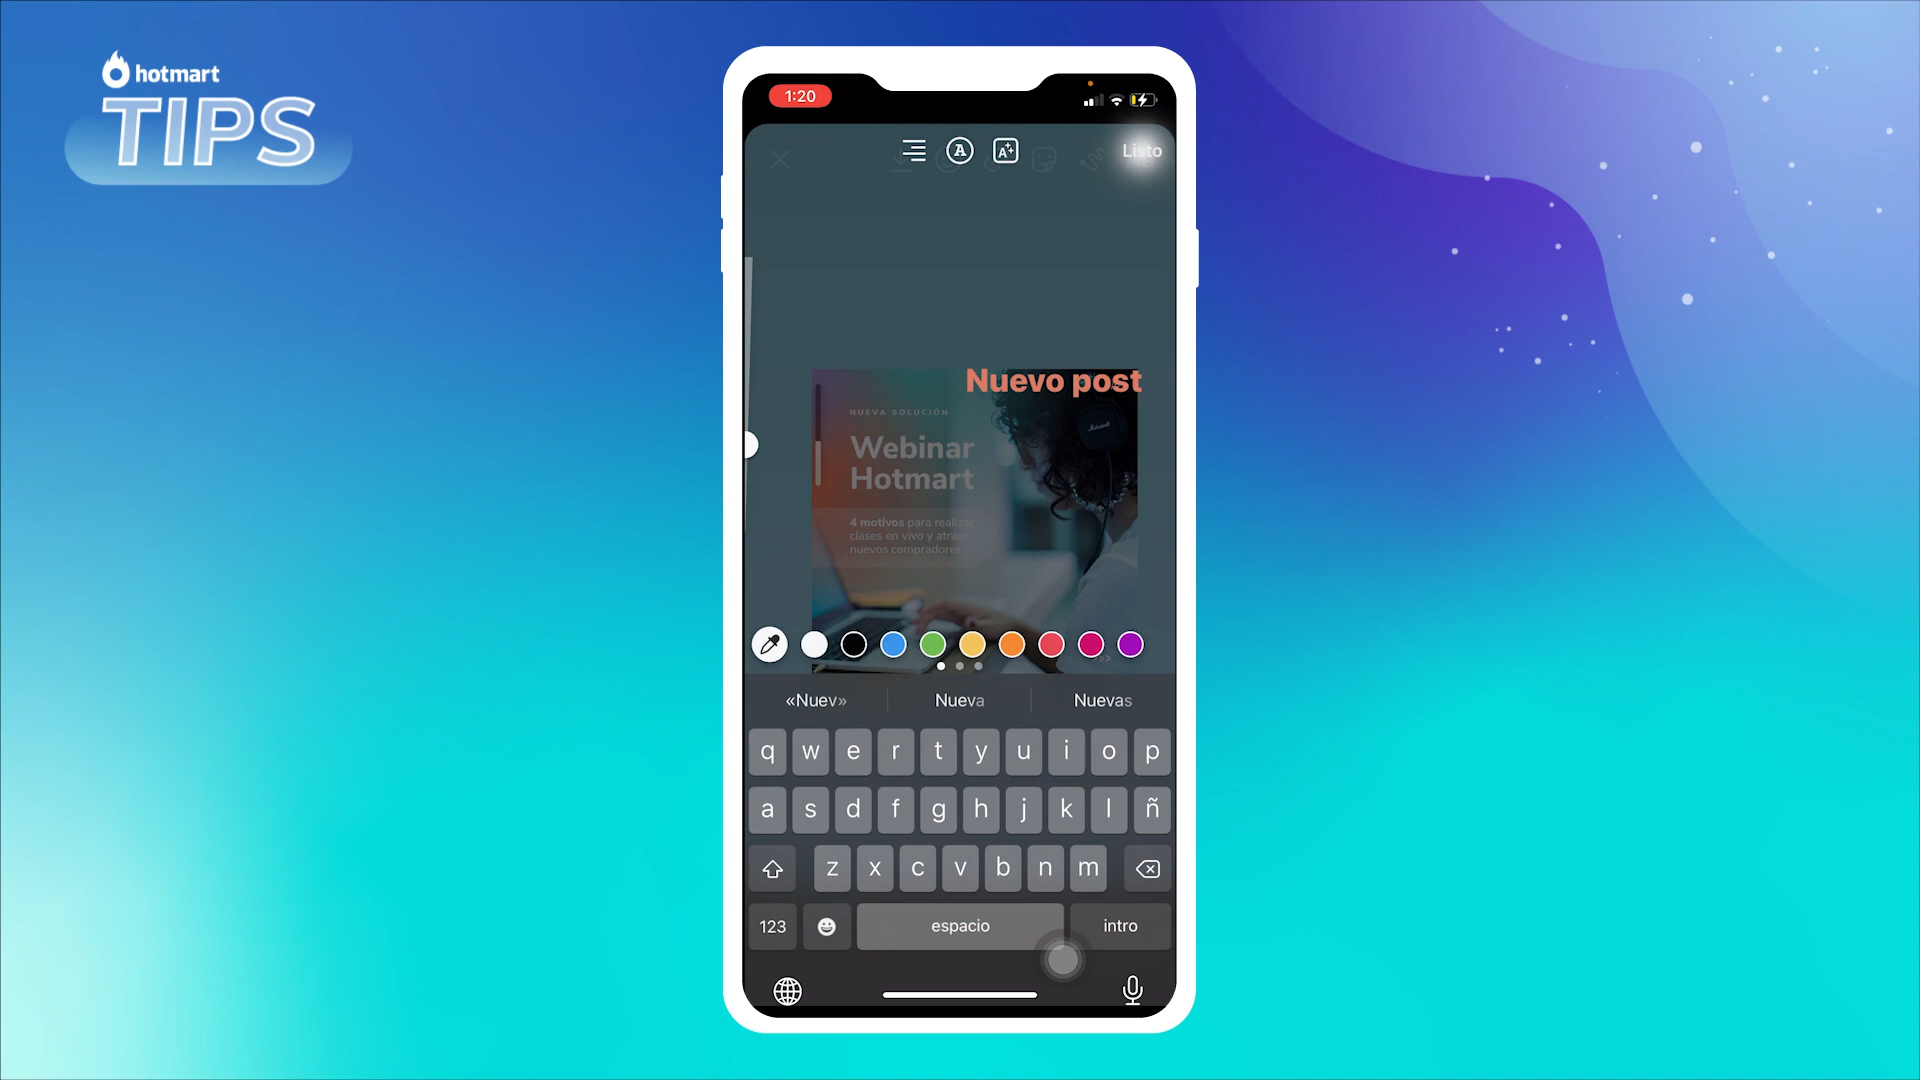 hotmart
TIPS
1:20
A
A+
Listo
Nuevo post
NUEVA SOLUCIÓN
Webinar
Hotmart
4 motivos para realizar
clases en vivo y atraer
nuevos compradores
Marshall
«Nuev» Nueva Nuevas
q w e r t y u i o p
a s d f g h j k l ñ
z x c v b n m
123 espacio intro